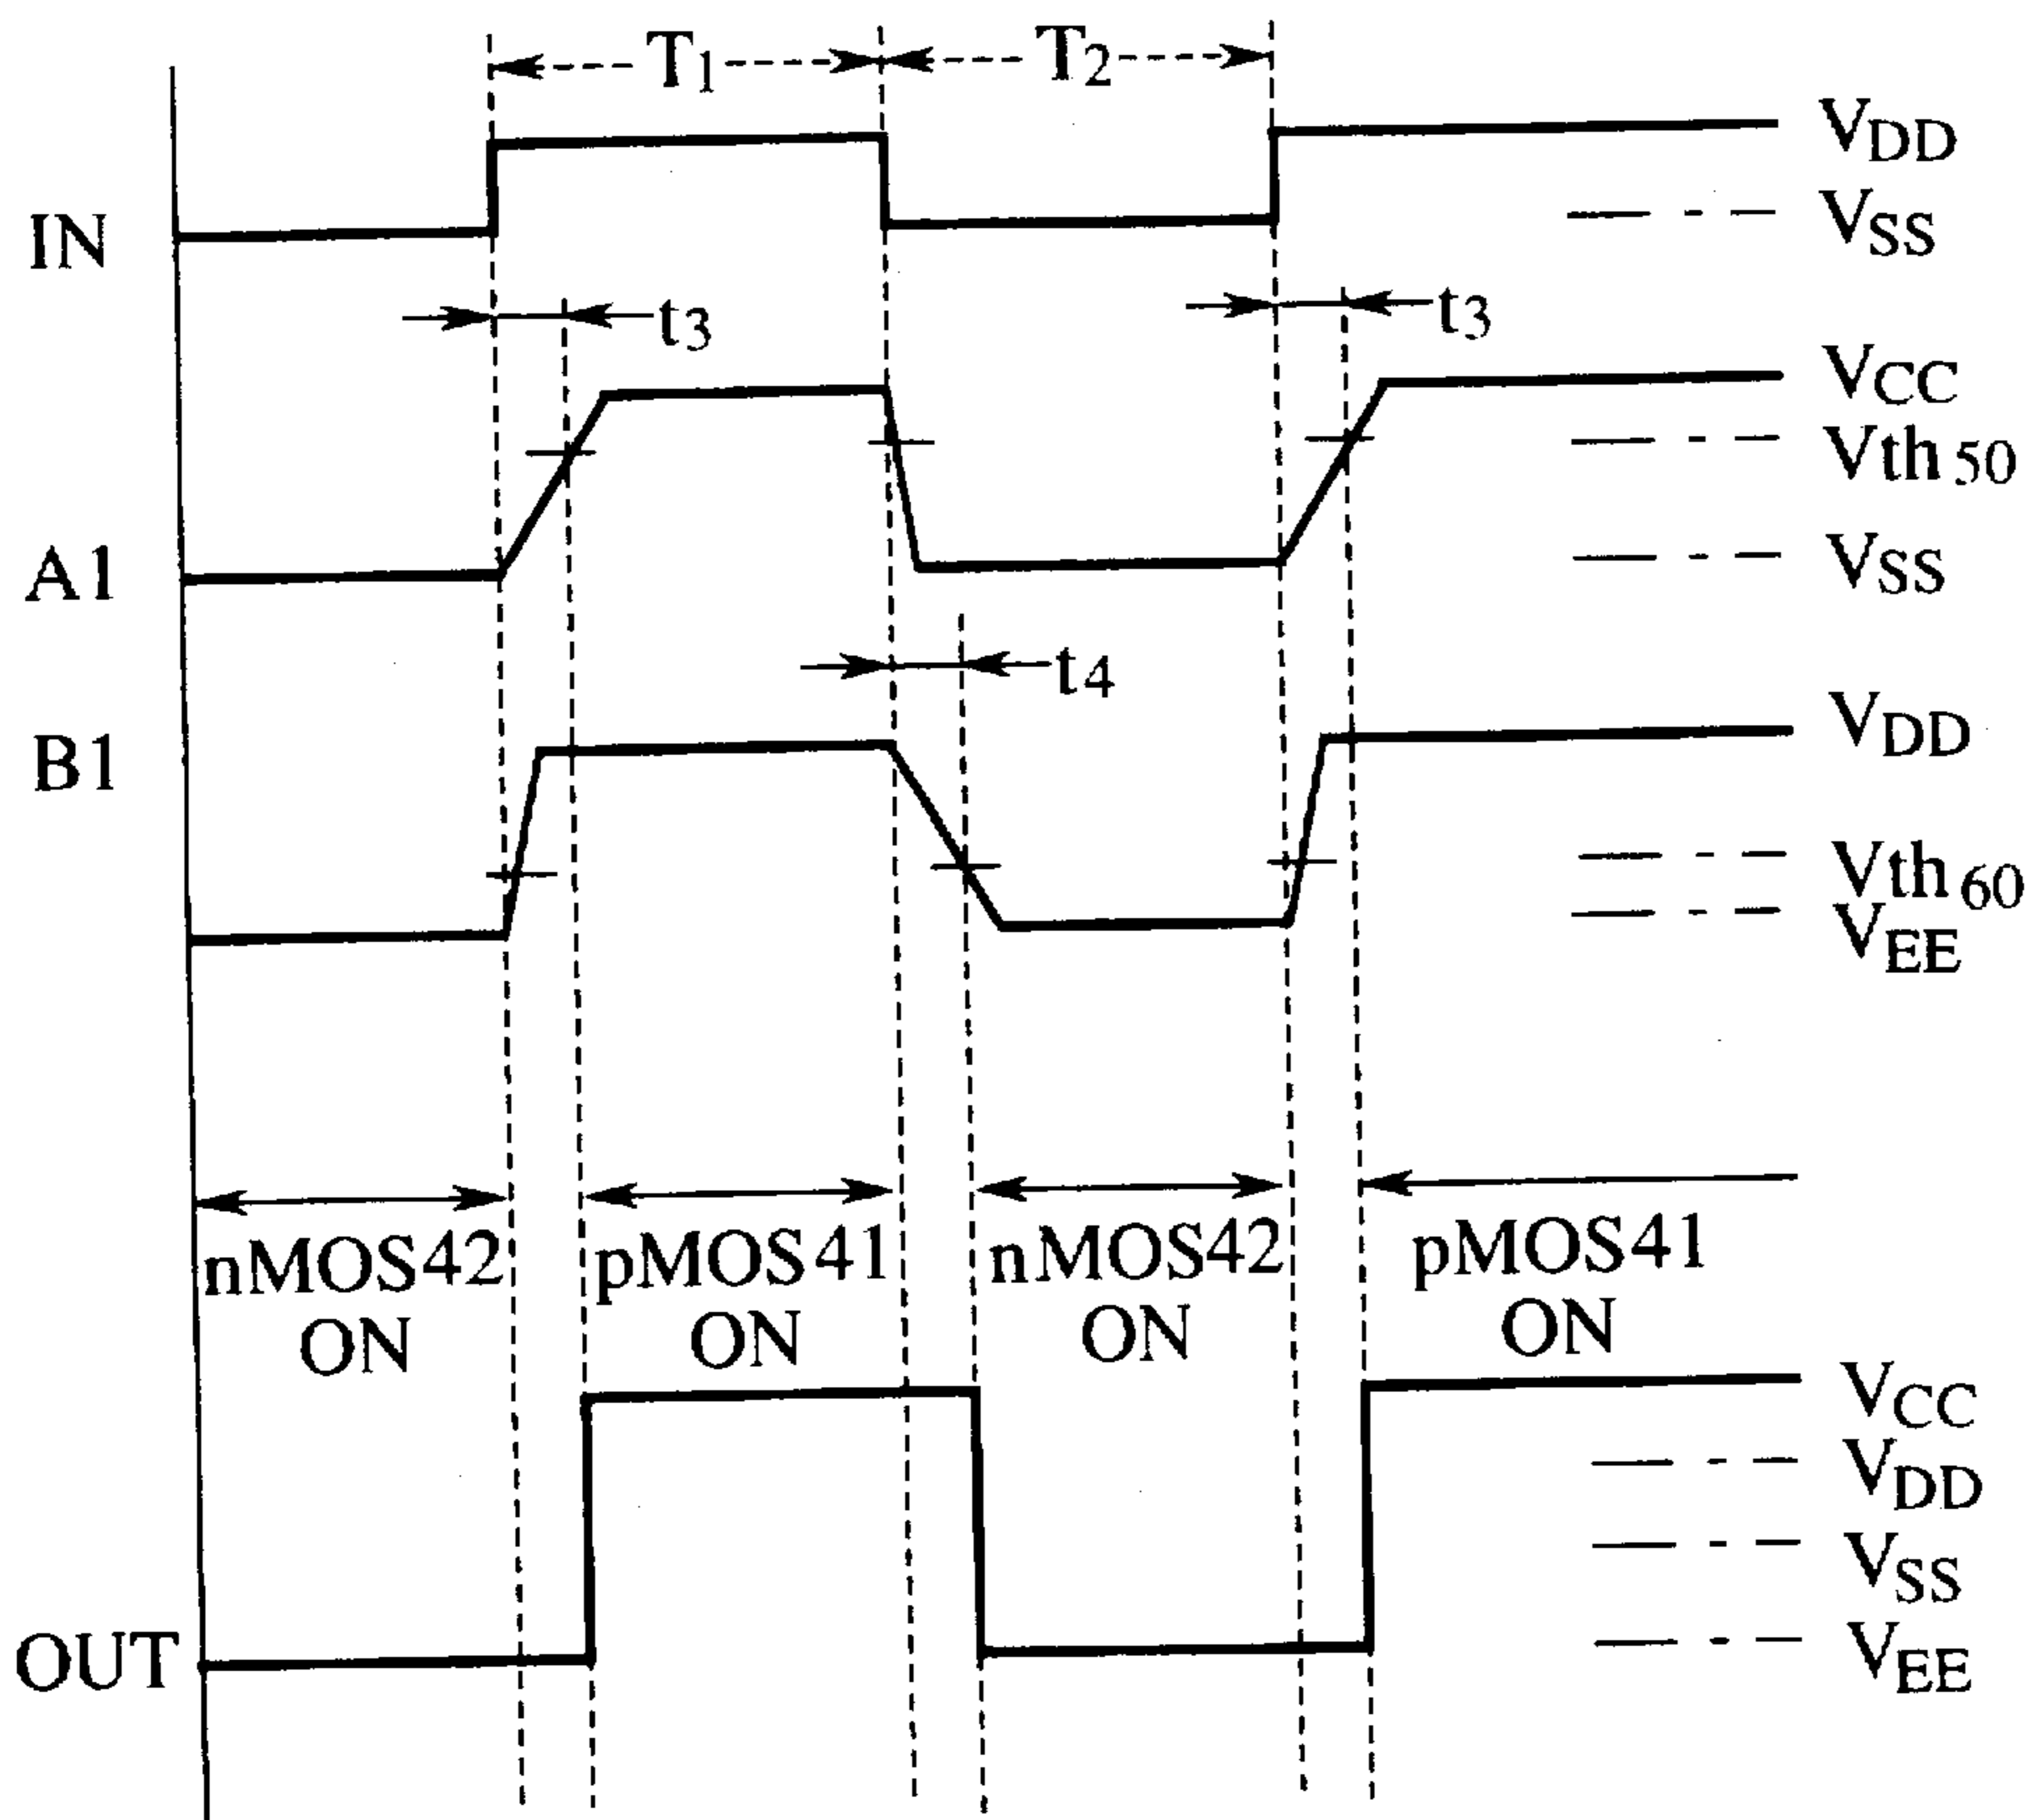 T1 T2
VDD
IN VSS
t3 t3
VCC
Vth50
A1 VSS
t4
B1 VDD
Vth60
VEE
nMOS42 pMOS41 nMOS42 pMOS41
ON ON ON ON
VCC
VDD
VSS
OUT VEE